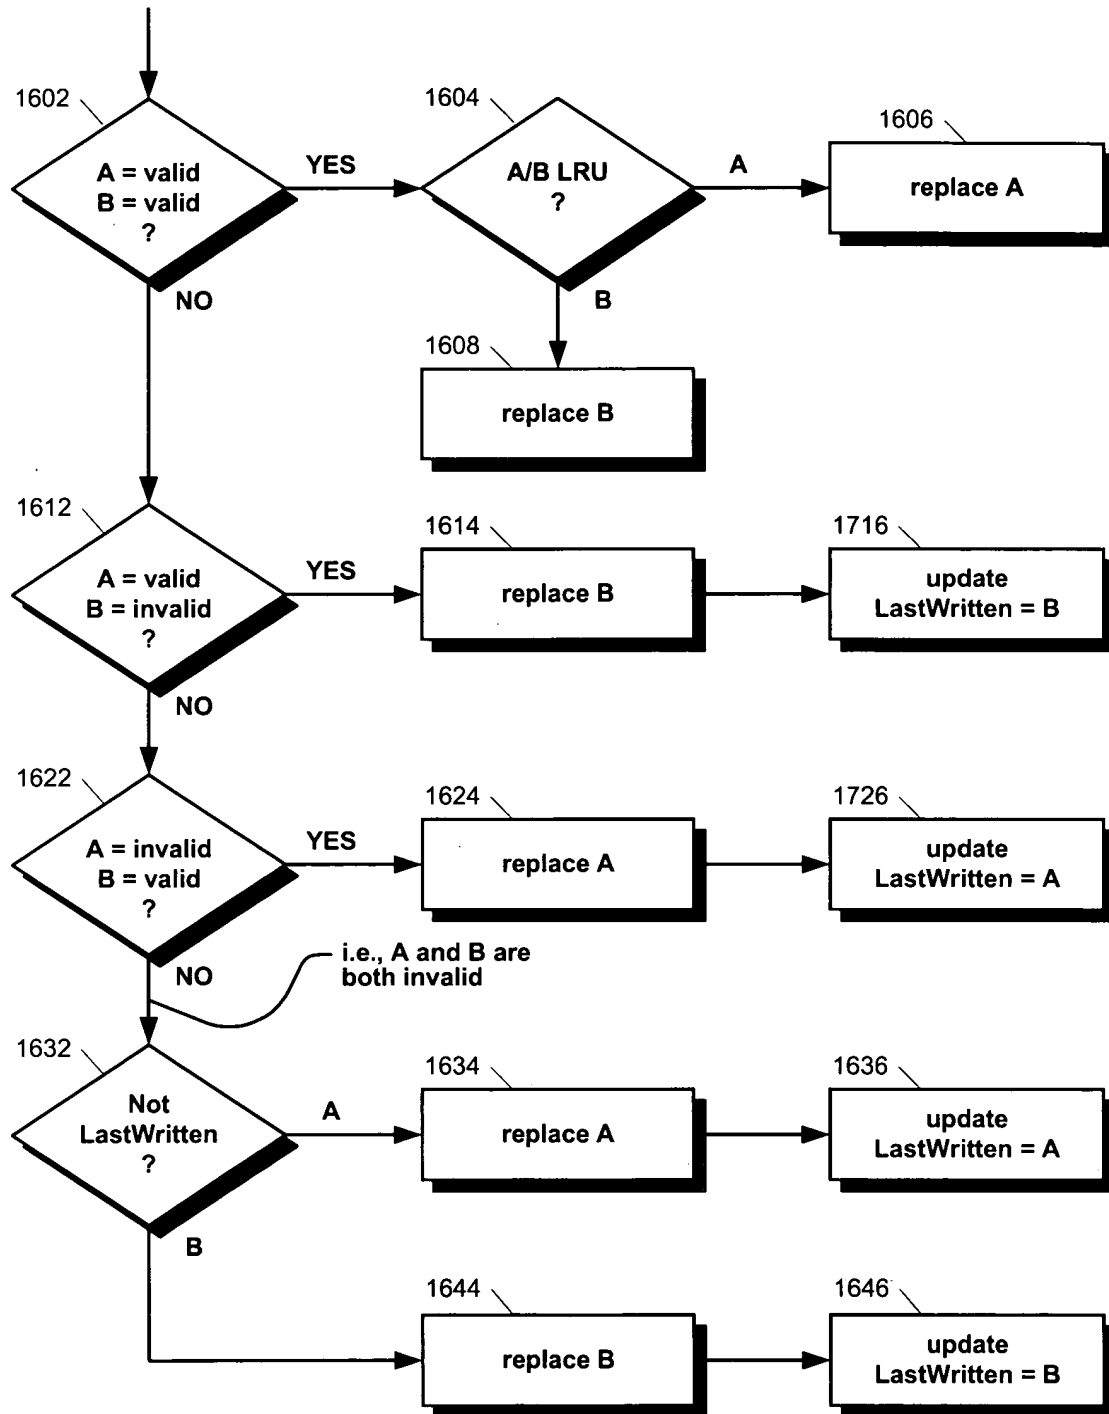 1602
A = valid
B = valid
?
YES
NO
1604
A/B LRU
?
A
B
1606
replace A
1608
replace B
1612
A = valid
B = invalid
?
YES
NO
1614
replace B
1716
update
LastWritten = B
1622
A = invalid
B = valid
?
YES
NO
1624
replace A
1726
update
LastWritten = A
i.e., A and B are
both invalid
1632
Not
LastWritten
?
A
B
1634
replace A
1636
update
LastWritten = A
1644
replace B
1646
update
LastWritten = B